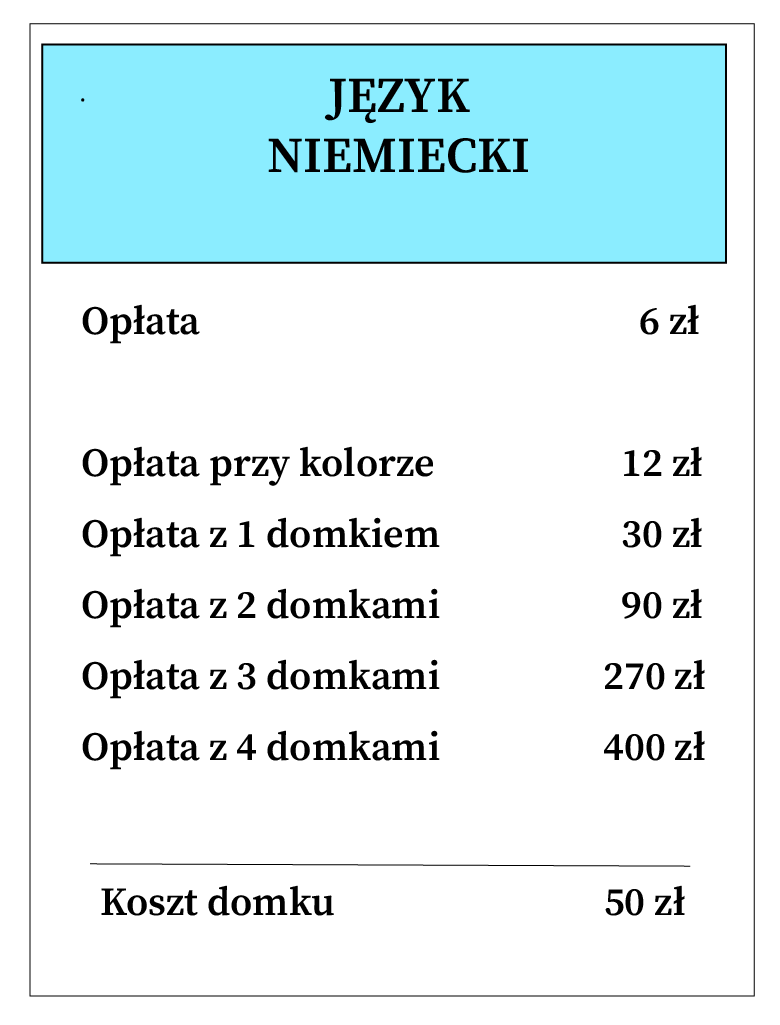 JĘZYK
NIEMIECKI
Opłata 6 zł
Opłata przy kolorze 12 zł
Opłata z 1 domkiem 30 zł
Opłata z 2 domkami 90 zł
Opłata z 3 domkami 270 zł
Opłata z 4 domkami 400 zł
Koszt domku 50 zł